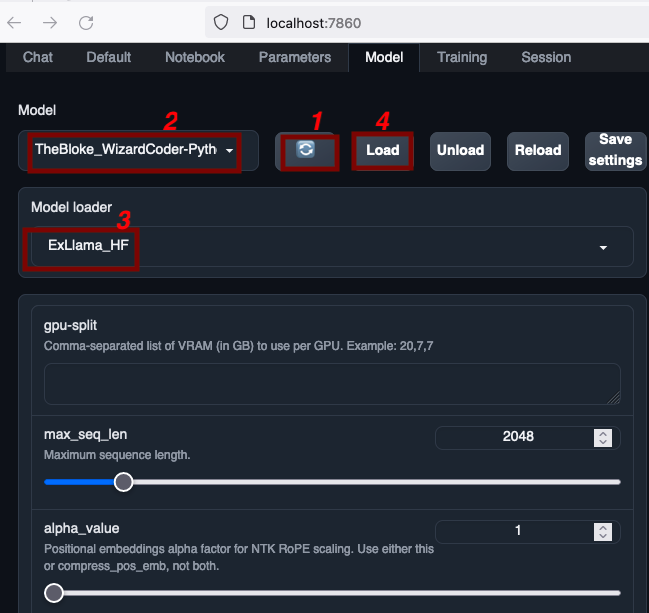 localhost:7860
Chat Default Notebook Parameters Model Training Session
Model
2 1 4
TheBloke_WizardCoder-Pyth Load Unload Reload Save settings
Model loader
3
ExLlama_HF
gpu-split
Comma-separated list of VRAM (in GB) to use per GPU. Example: 20,7,7
max_seq_len 2048
Maximum sequence length.
alpha_value 1
Positional embeddings alpha factor for NTK RoPE scaling. Use either this
or compress_pos_emb, not both.